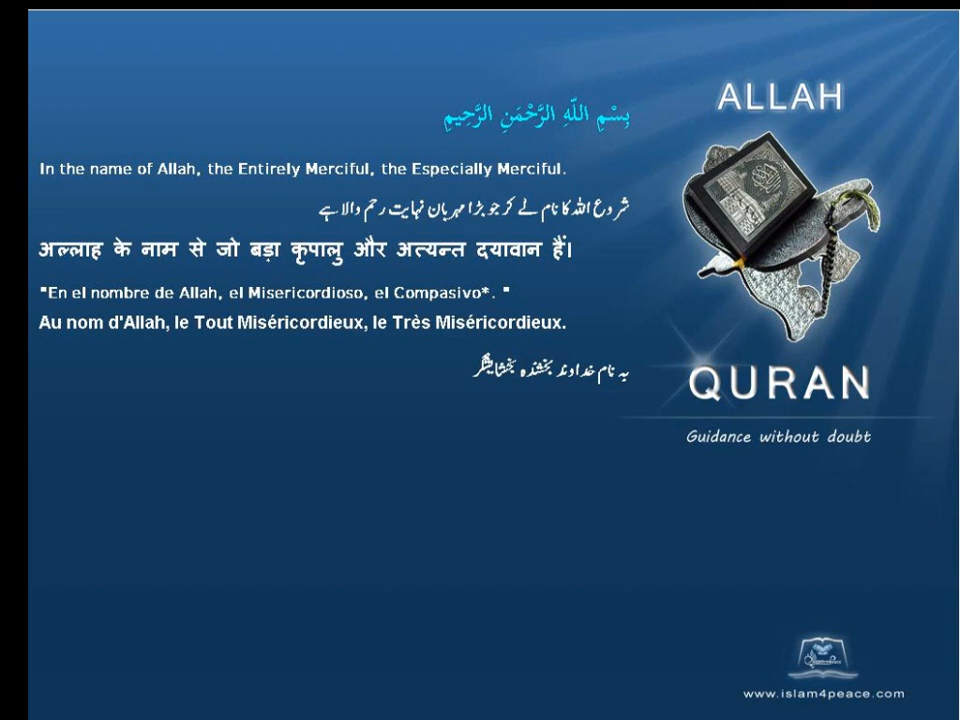 بِسْمِ اللّهِ الرَّحْمَنِ الرَّحِيمِ
In the name of Allah, the Entirely Merciful, the Especially Merciful.
شروع الله کا نام لے کر جو بڑا مہربان نہایت رحم والا ہے
अल्लाह के नाम से जो बड़ा कृपालु और अत्यन्त दयावान हैं।
"En el nombre de Allah, el Misericordioso, el Compasivo*. "
Au nom d'Allah, le Tout Miséricordieux, le Très Miséricordieux.
به نام خداوند بخشنده بخشایشگر
ALLAH
QURAN
Guidance without doubt
www.islam4peace.com